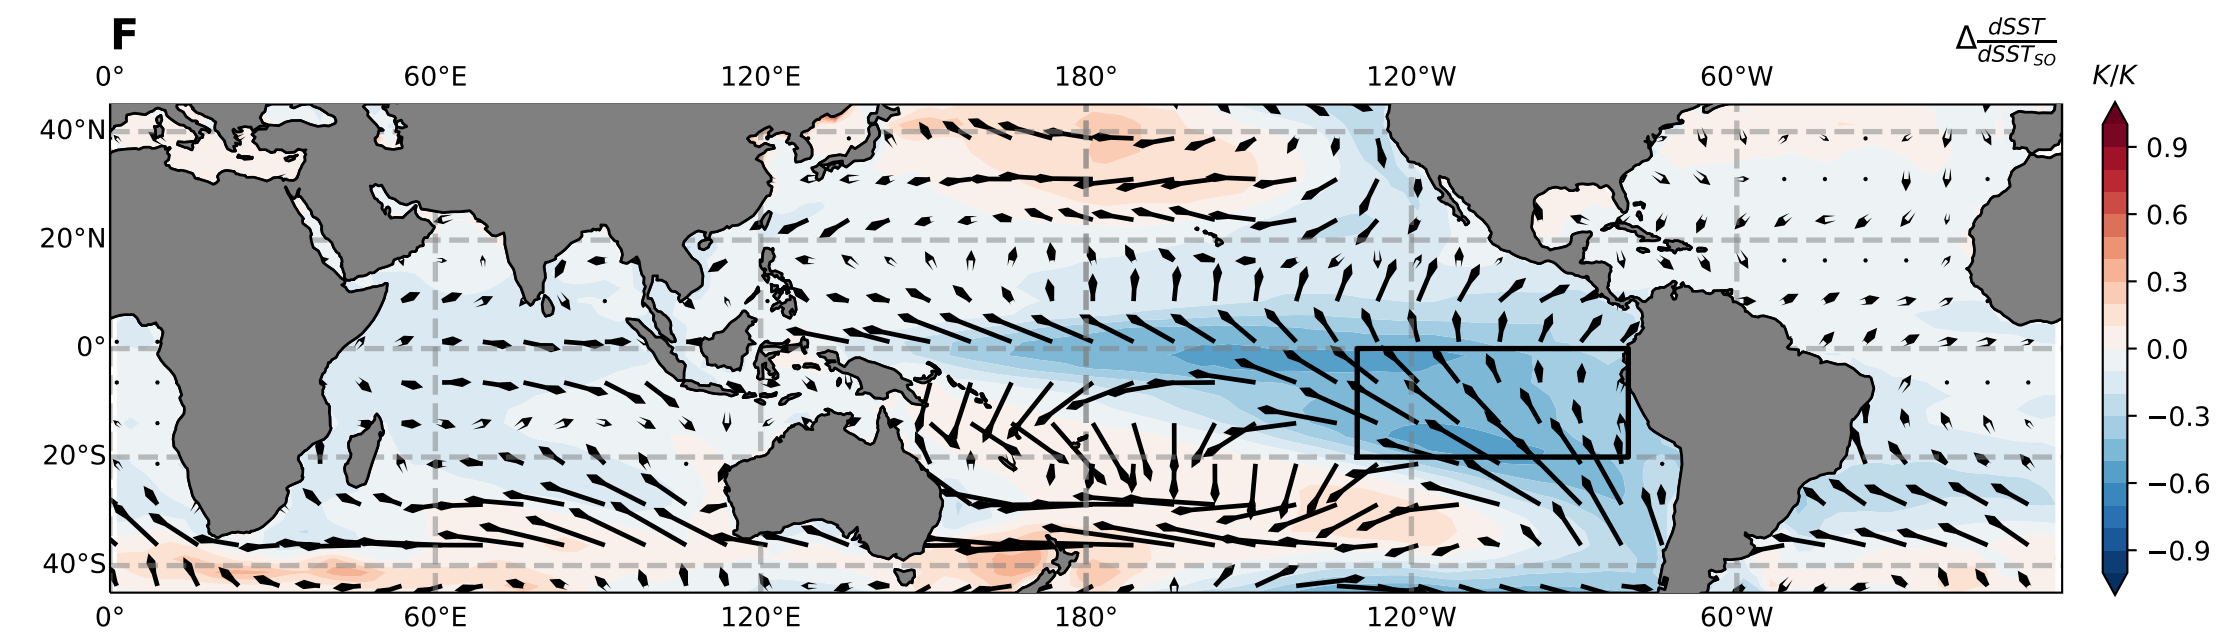 F
Δ dSST/dSST_SO
0° 60°E 120°E 180° 120°W 60°W
K/K
40°N
20°N
0°
20°S
40°S
0.9
0.6
0.3
0.0
−0.3
−0.6
−0.9
0° 60°E 120°E 180° 120°W 60°W